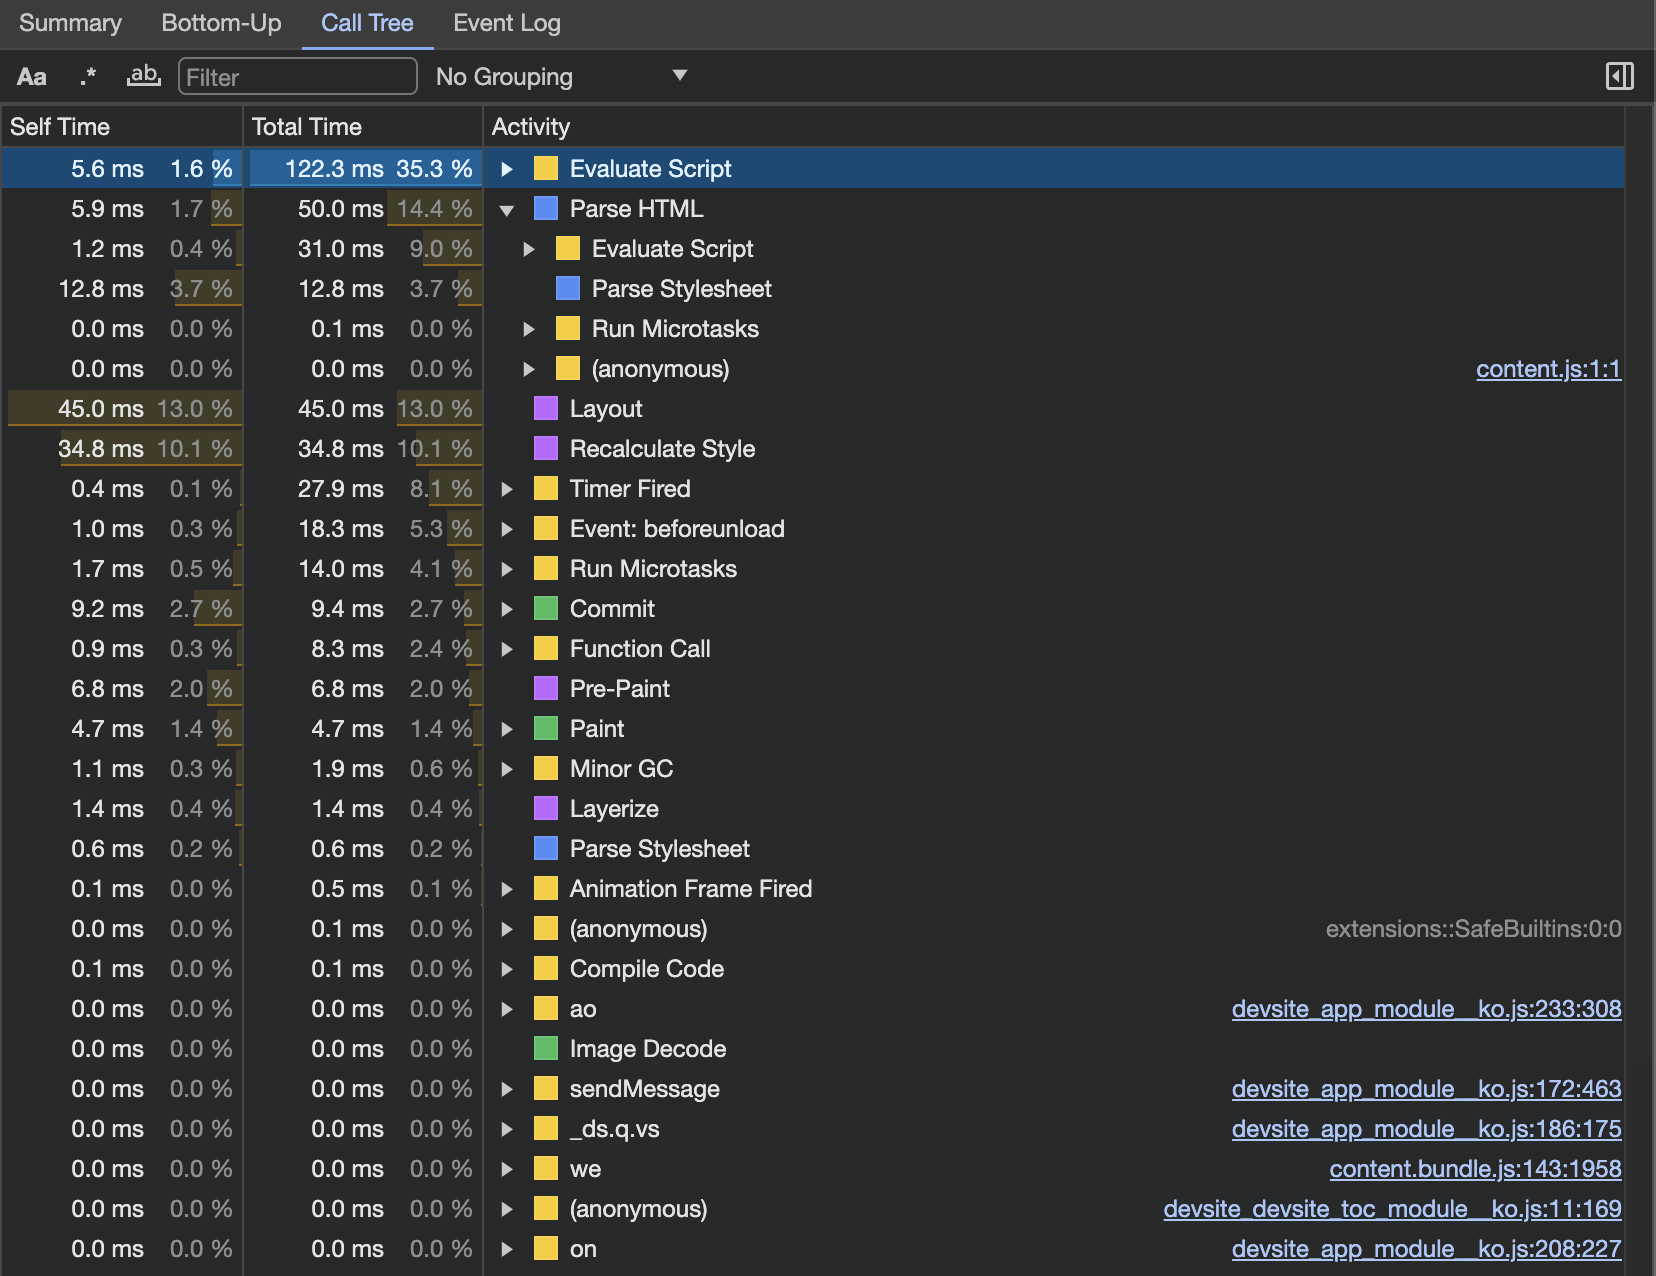 Summary Bottom-Up Call Tree Event Log
Aa .* ab Filter No Grouping
Self Time Total Time Activity
5.6 ms 1.6 % 122.3 ms 35.3 % Evaluate Script
5.9 ms 1.7 % 50.0 ms 14.4 % Parse HTML
1.2 ms 0.4 % 31.0 ms 9.0 % Evaluate Script
12.8 ms 3.7 % 12.8 ms 3.7 % Parse Stylesheet
0.0 ms 0.0 % 0.1 ms 0.0 % Run Microtasks
0.0 ms 0.0 % 0.0 ms 0.0 % (anonymous) content.js:1:1
45.0 ms 13.0 % 45.0 ms 13.0 % Layout
34.8 ms 10.1 % 34.8 ms 10.1 % Recalculate Style
0.4 ms 0.1 % 27.9 ms 8.1 % Timer Fired
1.0 ms 0.3 % 18.3 ms 5.3 % Event: beforeunload
1.7 ms 0.5 % 14.0 ms 4.1 % Run Microtasks
9.2 ms 2.7 % 9.4 ms 2.7 % Commit
0.9 ms 0.3 % 8.3 ms 2.4 % Function Call
6.8 ms 2.0 % 6.8 ms 2.0 % Pre-Paint
4.7 ms 1.4 % 4.7 ms 1.4 % Paint
1.1 ms 0.3 % 1.9 ms 0.6 % Minor GC
1.4 ms 0.4 % 1.4 ms 0.4 % Layerize
0.6 ms 0.2 % 0.6 ms 0.2 % Parse Stylesheet
0.1 ms 0.0 % 0.5 ms 0.1 % Animation Frame Fired
0.0 ms 0.0 % 0.1 ms 0.0 % (anonymous) extensions::SafeBuiltins:0:0
0.1 ms 0.0 % 0.1 ms 0.0 % Compile Code
0.0 ms 0.0 % 0.0 ms 0.0 % ao devsite_app_module__ko.js:233:308
0.0 ms 0.0 % 0.0 ms 0.0 % Image Decode
0.0 ms 0.0 % 0.0 ms 0.0 % sendMessage devsite_app_module__ko.js:172:463
0.0 ms 0.0 % 0.0 ms 0.0 % _ds.q.vs devsite_app_module__ko.js:186:175
0.0 ms 0.0 % 0.0 ms 0.0 % we content.bundle.js:143:1958
0.0 ms 0.0 % 0.0 ms 0.0 % (anonymous) devsite_devsite_toc_module__ko.js:11:169
0.0 ms 0.0 % 0.0 ms 0.0 % on devsite_app_module__ko.js:208:227